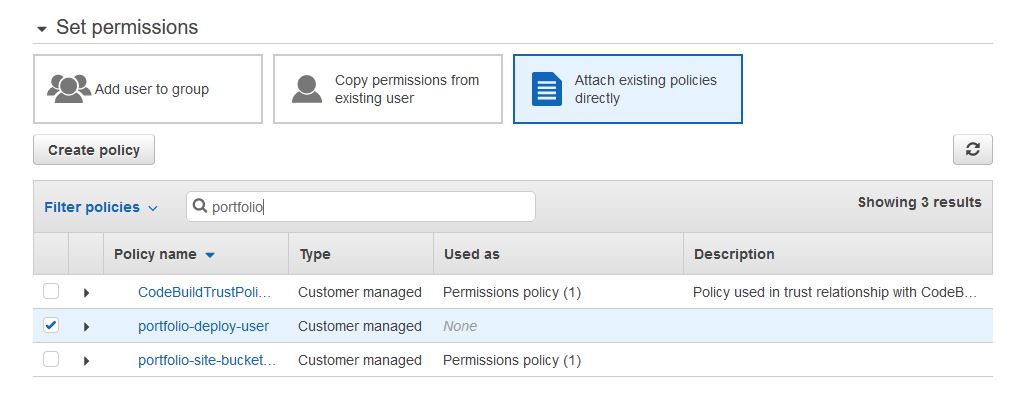 Set permissions
Add user to group
Copy permissions from
existing user
Attach existing policies
directly
Create policy
Filter policies
portfolio
Showing 3 results
Policy name Type Used as Description
CodeBuildTrustPoli... Customer managed Permissions policy (1) Policy used in trust relationship with CodeB...
portfolio-deploy-user Customer managed None
portfolio-site-bucket... Customer managed Permissions policy (1)